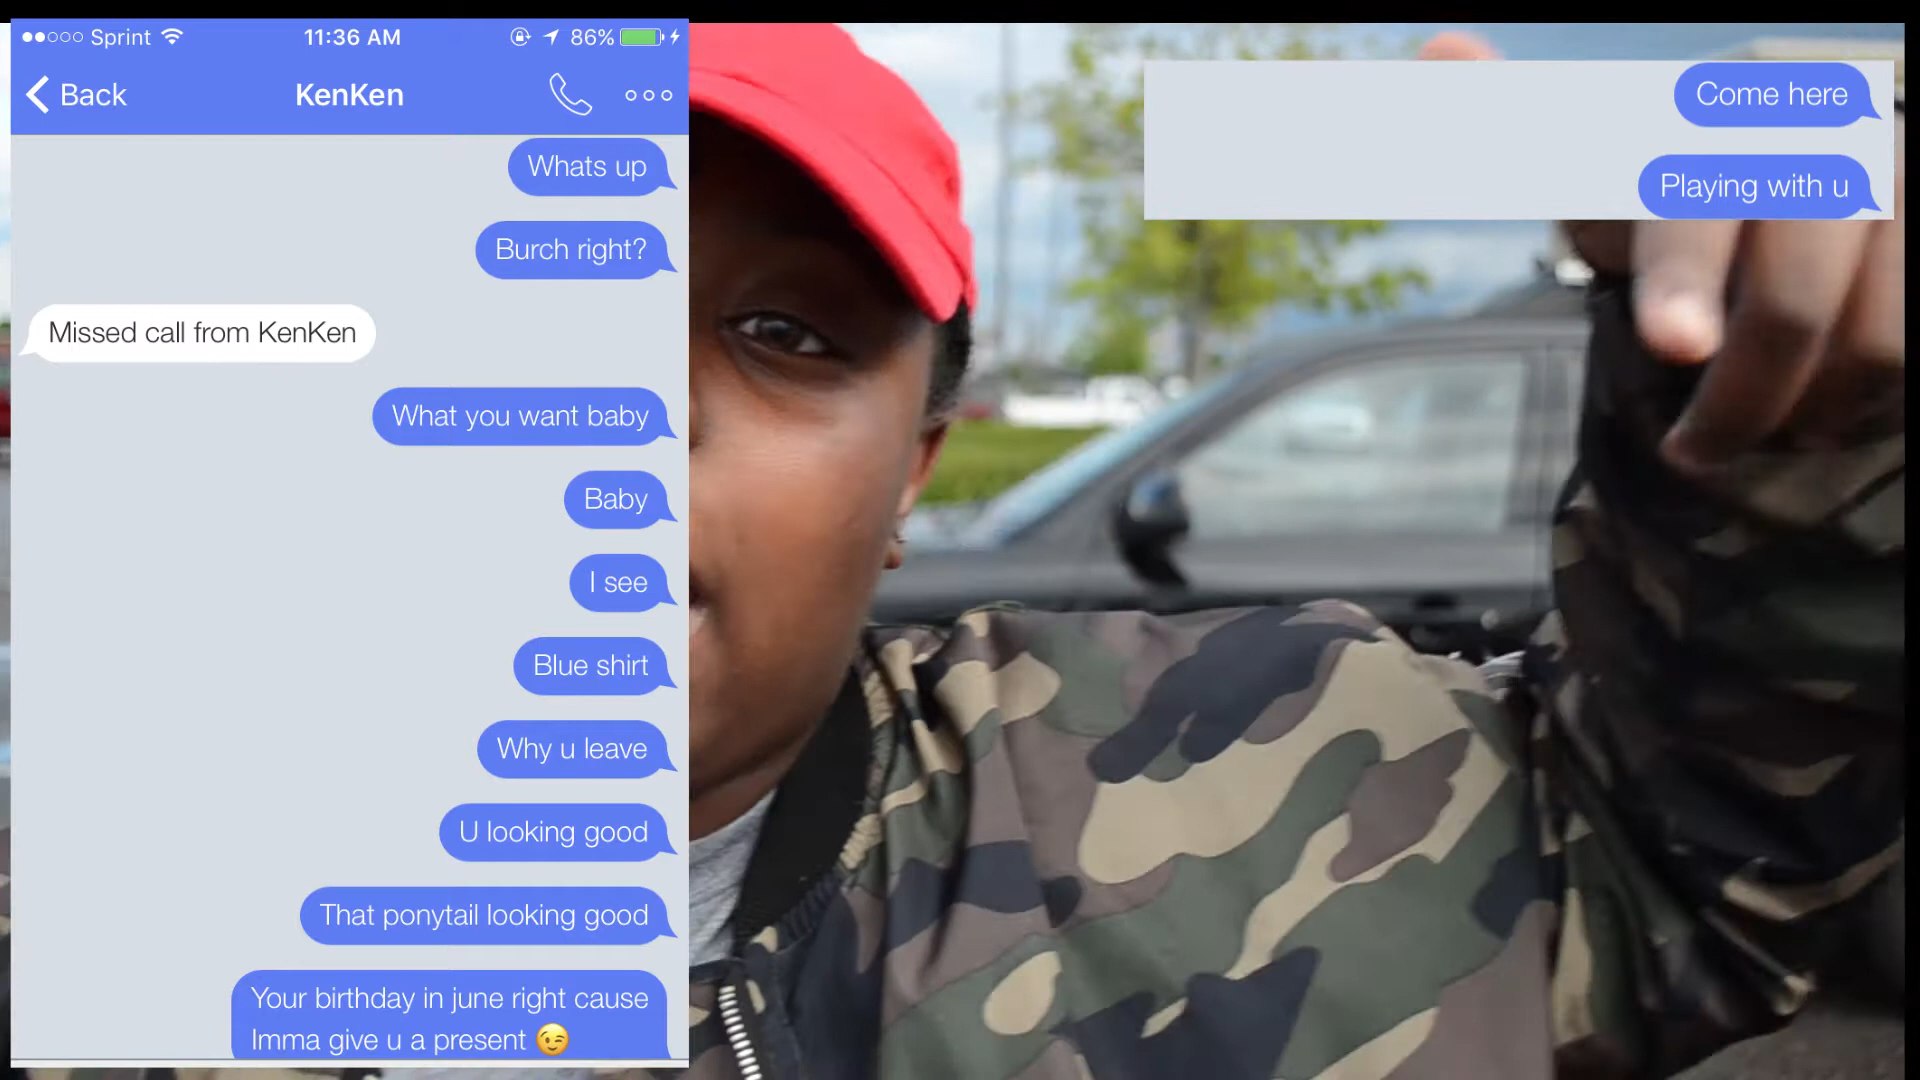 Sprint 11:36 AM 86%
Back KenKen
Whats up
Burch right?
Missed call from KenKen
What you want baby
Baby
I see
Blue shirt
Why u leave
U looking good
That ponytail looking good
Your birthday in june right cause
Imma give u a present 😉
Come here
Playing with u